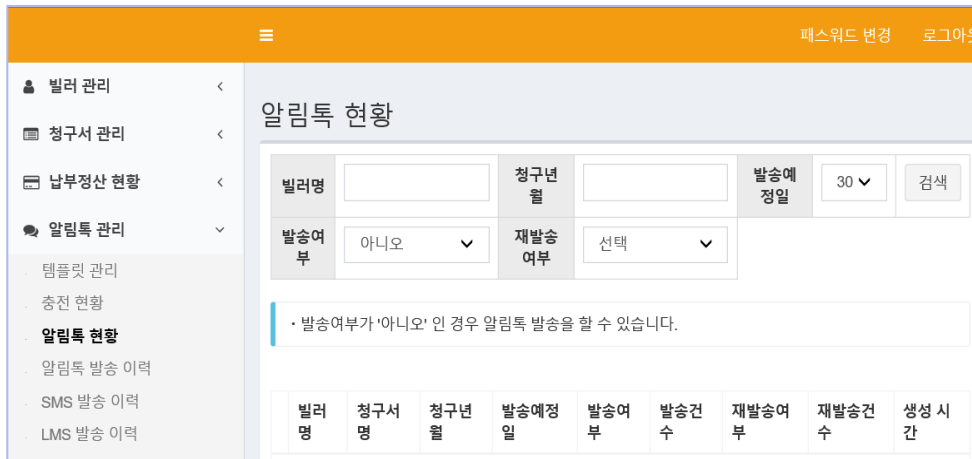 패스워드 변경 로그아웃
빌러 관리
청구서 관리
납부정산 현황
알림톡 관리
템플릿 관리
충전 현황
알림톡 현황
알림톡 발송 이력
SMS 발송 이력
LMS 발송 이력
알림톡 현황
빌러명
청구년
월
발송예
정일
30
검색
발송여
부
아니오
재발송
여부
선택
· 발송여부가 '아니오' 인 경우 알림톡 발송을 할 수 있습니다.
빌러 청구서 청구년 발송예정 발송여 발송건 재발송여 재발송건 생성 시
명 명 월 일 부 수 부 수 간